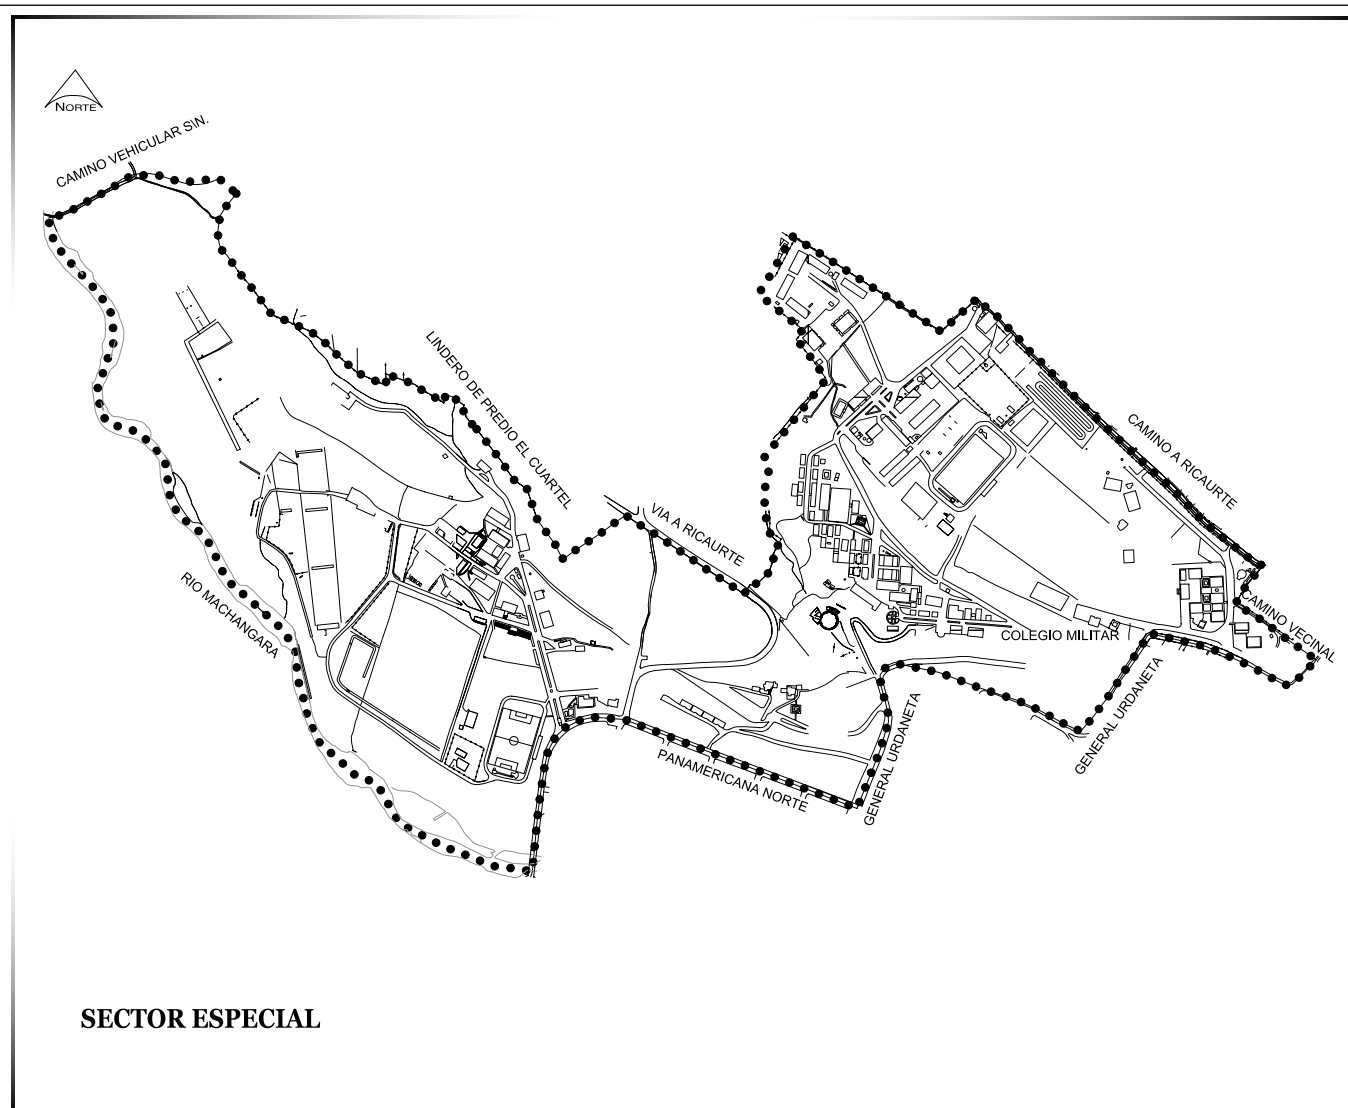 NORTE
CAMINO VEHICULAR S\N.
LINDERO DE PREDIO EL CUARTEL
VIA A RICAURTE
CAMINO A RICAURTE
RIO MACHANGARA
CAMINO VECINAL
COLEGIO MILITAR
GENERAL URDANETA
GENERAL URDANETA
PANAMERICANA NORTE
SECTOR ESPECIAL